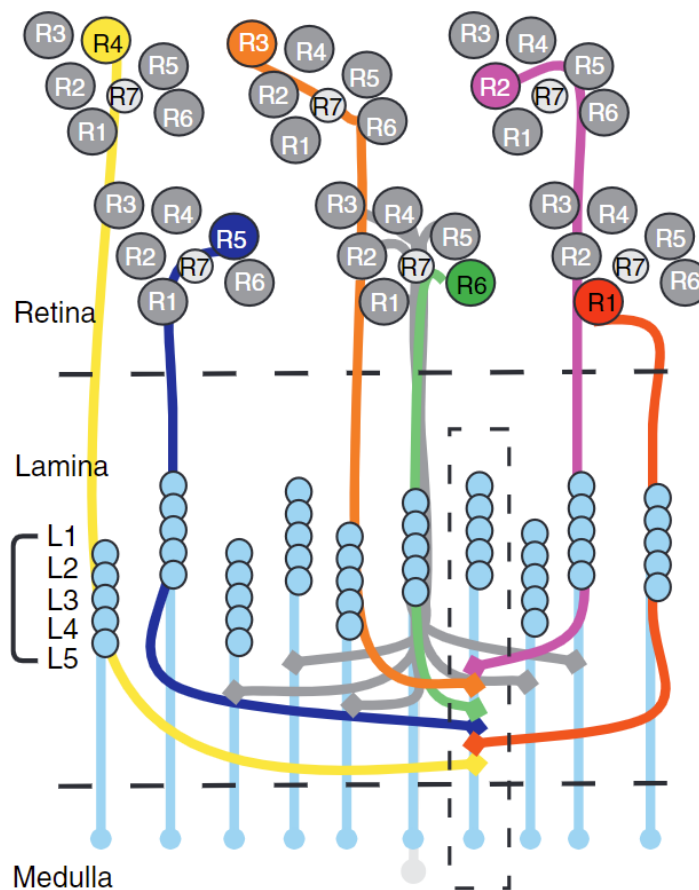 R3 R4 R5 R2 R7 R6 R1
R3 R4 R5 R2 R7 R6 R1
R3 R4 R5 R2 R7 R6 R1
R3 R4 R5 R2 R7 R6 R1
R3 R4 R5 R2 R7 R6 R1
R3 R4 R5 R2 R7 R6 R1
Retina
Lamina
L1
L2
L3
L4
L5
Medulla